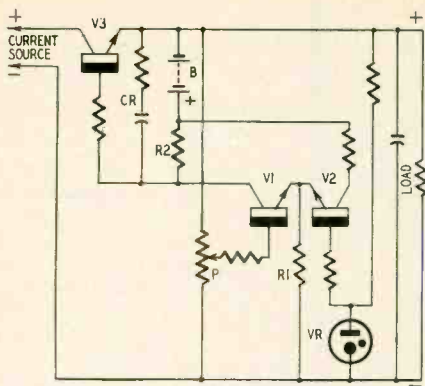 + V3 +
CURRENT
SOURCE
−
CR B
+
R2
V1 V2
P R1
LOAD
VR
−